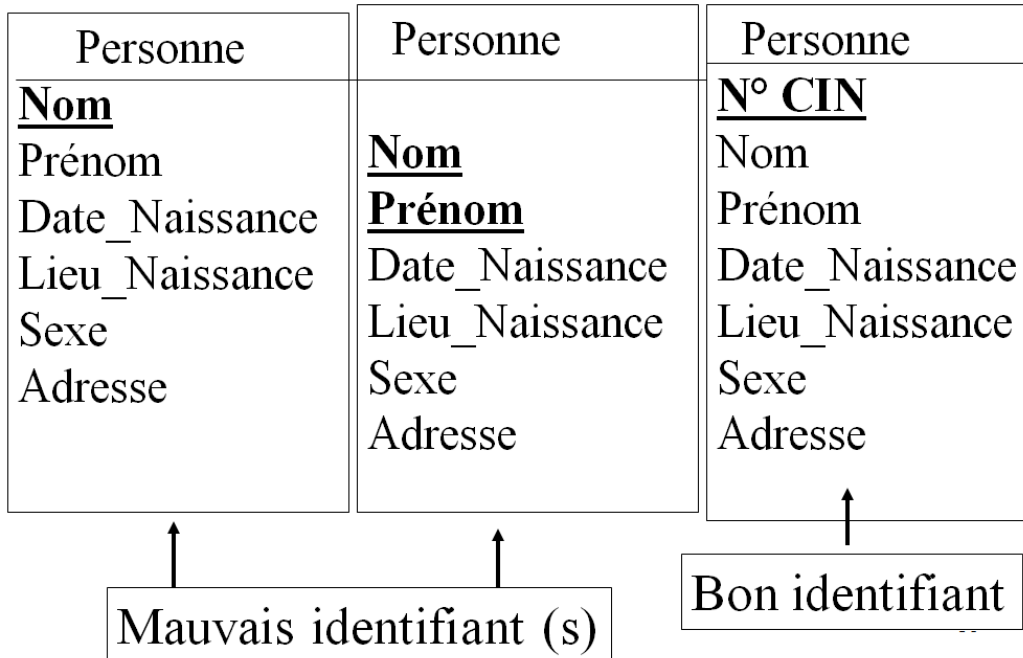 Personne
Nom
Prénom
Date_Naissance
Lieu_Naissance
Sexe
Adresse
Personne
Nom
Prénom
Date_Naissance
Lieu_Naissance
Sexe
Adresse
Personne
N° CIN
Nom
Prénom
Date_Naissance
Lieu_Naissance
Sexe
Adresse
Mauvais identifiant (s)
Bon identifiant